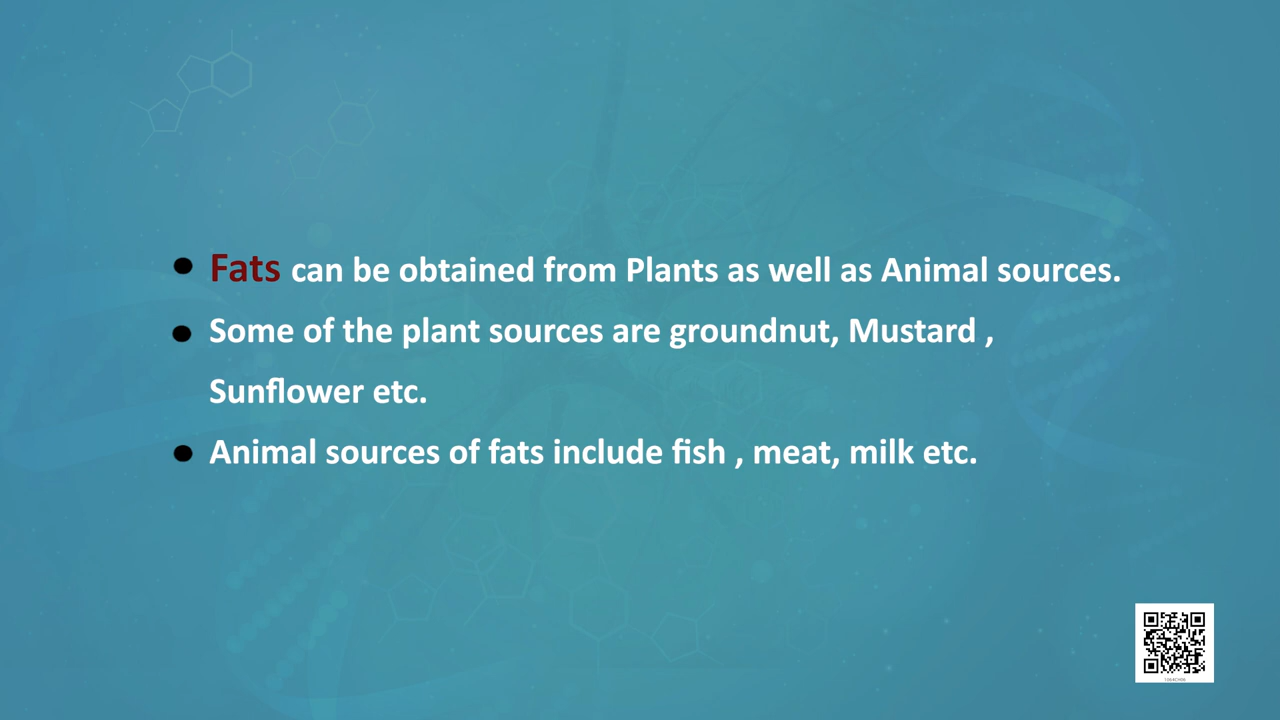 Fats can be obtained from Plants as well as Animal sources.
Some of the plant sources are groundnut, Mustard ,
Sunflower etc.
Animal sources of fats include fish , meat, milk etc.